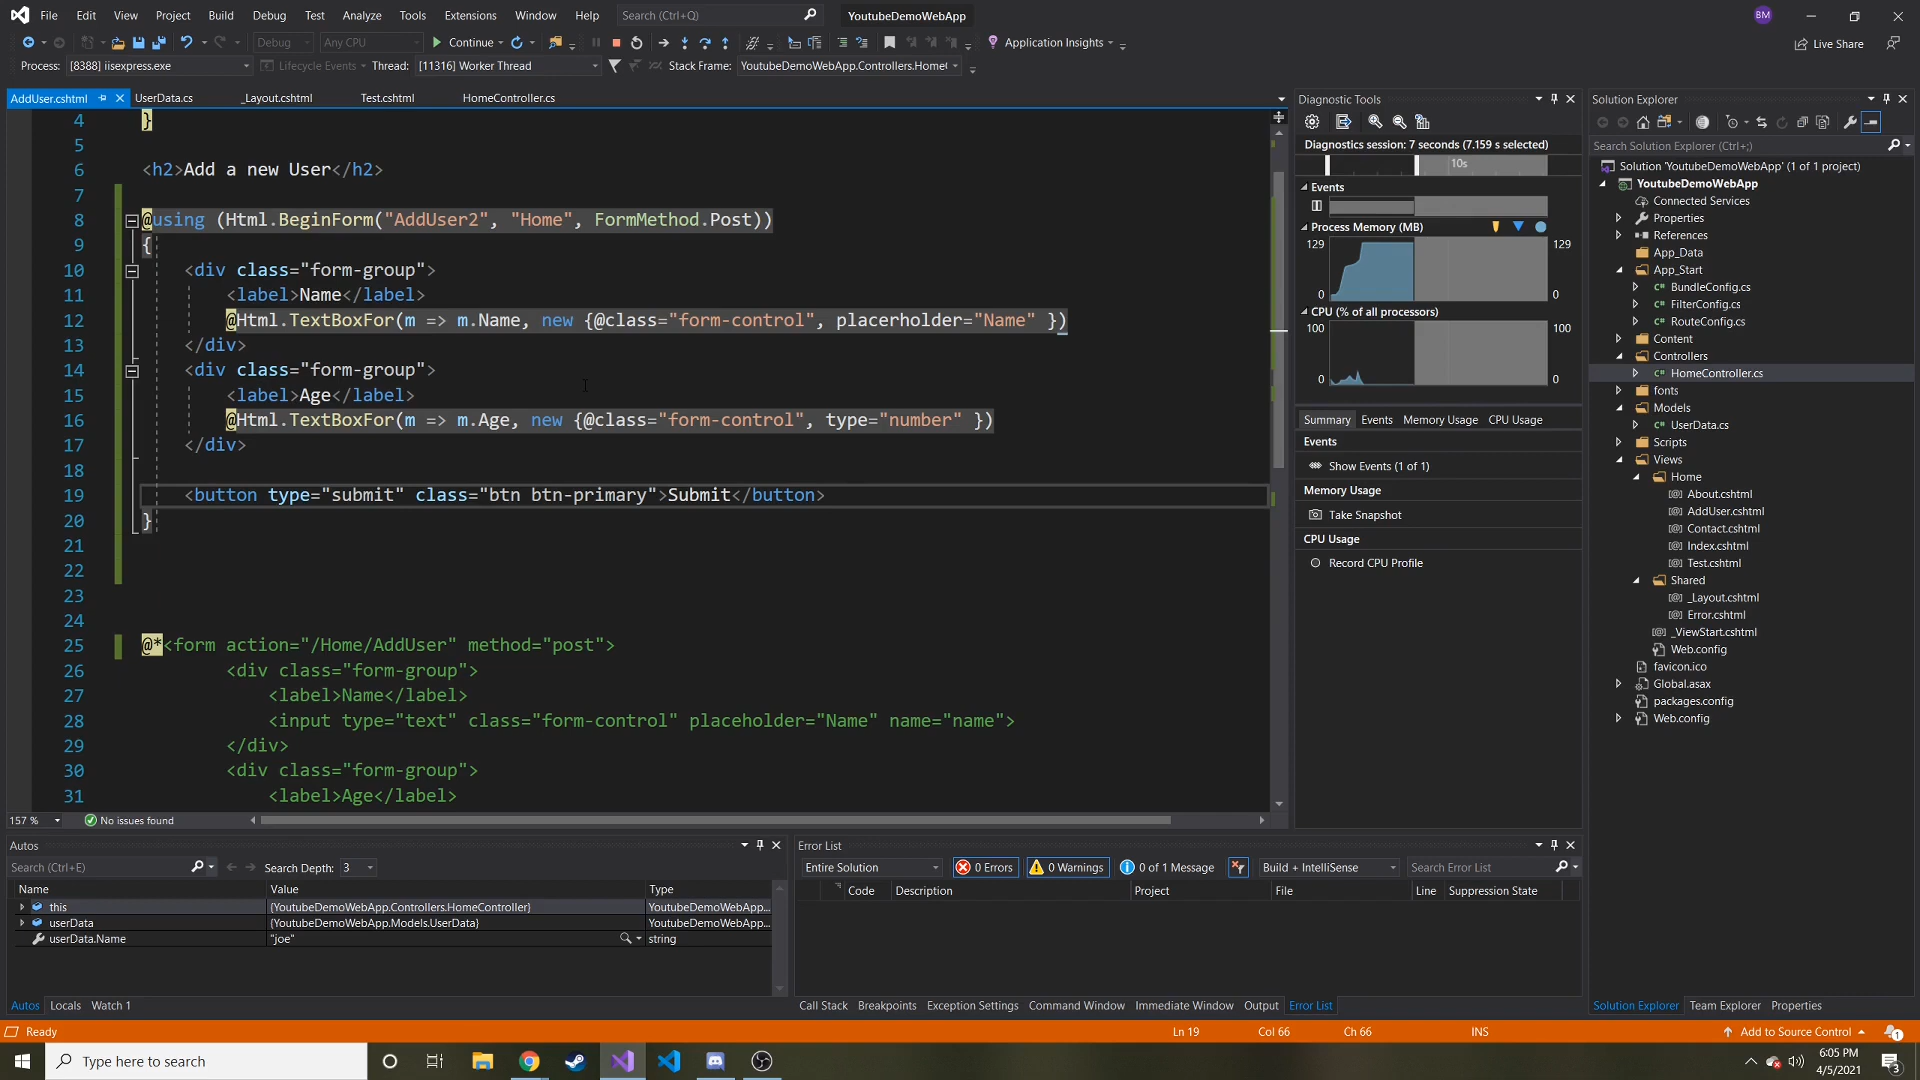 File Edit View Project Build Debug Test Analyze Tools Extensions Window Help Search (Ctrl+Q) YoutubeDemoWebApp BM
Debug Any CPU Continue Application Insights Live Share
Process: [8388] iisexpress.exe Lifecycle Events Thread: [11316] Worker Thread Stack Frame: YoutubeDemoWebApp.Controllers.Home(
AddUser.cshtml UserData.cs _Layout.cshtml Test.cshtml HomeController.cs
4 }
5
6 <h2>Add a new User</h2>
7
8 @using (Html.BeginForm("AddUser2", "Home", FormMethod.Post))
9 {
10 <div class="form-group">
11 <label>Name</label>
12 @Html.TextBoxFor(m => m.Name, new {@class="form-control", placerholder="Name" })
13 </div>
14 <div class="form-group">
15 <label>Age</label>
16 @Html.TextBoxFor(m => m.Age, new {@class="form-control", type="number" })
17 </div>
18
19 <button type="submit" class="btn btn-primary">Submit</button>
20 }
21
22
23
24
25 @*<form action="/Home/AddUser" method="post">
26 <div class="form-group">
27 <label>Name</label>
28 <input type="text" class="form-control" placeholder="Name" name="name">
29 </div>
30 <div class="form-group">
31 <label>Age</label>
157 % No issues found
Diagnostic Tools
Diagnostics session: 7 seconds (7.159 s selected)
10s
Events
Process Memory (MB)
129 129
0 0
CPU (% of all processors)
100 100
0 0
Summary Events Memory Usage CPU Usage
Events
Show Events (1 of 1)
Memory Usage
Take Snapshot
CPU Usage
Record CPU Profile
Solution Explorer
Search Solution Explorer (Ctrl+;)
Solution 'YoutubeDemoWebApp' (1 of 1 project)
YoutubeDemoWebApp
Connected Services
Properties
References
App_Data
App_Start
BundleConfig.cs
FilterConfig.cs
RouteConfig.cs
Content
Controllers
HomeController.cs
fonts
Models
UserData.cs
Scripts
Views
Home
About.cshtml
AddUser.cshtml
Contact.cshtml
Index.cshtml
Test.cshtml
Shared
_Layout.cshtml
Error.cshtml
_ViewStart.cshtml
Web.config
favicon.ico
Global.asax
packages.config
Web.config
Autos
Search (Ctrl+E) Search Depth: 3
Name Value Type
this {YoutubeDemoWebApp.Controllers.HomeController} YoutubeDemoWebApp...
userData {YoutubeDemoWebApp.Models.UserData} YoutubeDemoWebApp...
userData.Name "joe" string
Autos Locals Watch 1
Error List
Entire Solution 0 Errors 0 Warnings 0 of 1 Message Build + IntelliSense Search Error List
Code Description Project File Line Suppression State
Call Stack Breakpoints Exception Settings Command Window Immediate Window Output Error List
Solution Explorer Team Explorer Properties
Ready Ln 19 Col 66 Ch 66 INS Add to Source Control 1
Type here to search 6:05 PM
4/5/2021 3